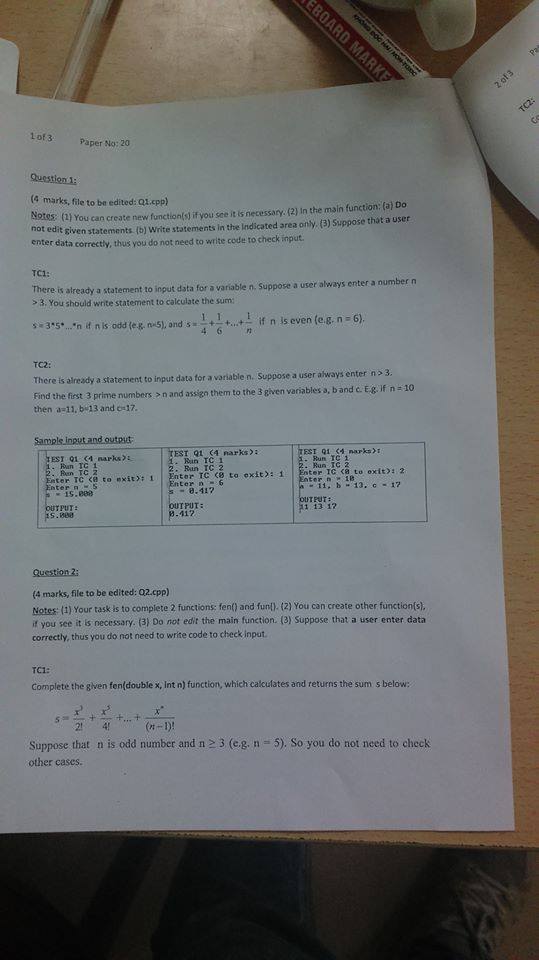 TEBOARD MARKE
KHÔNG ĐỘC HẠI NON-TOXIC
2 of 3
TC2:
1 of 3 Paper No: 20
Question 1:
(4 marks, file to be edited: Q1.cpp)
Notes: (1) You can create new function(s) if you see it is necessary. (2) In the main function: (a) Do
not edit given statements. (b) Write statements in the indicated area only. (3) Suppose that a user
enter data correctly, thus you do not need to write code to check input.
TC1:
There is already a statement to input data for a variable n. Suppose a user always enter a number n
> 3. You should write statement to calculate the sum:
s = 3*5*...*n if n is odd (e.g. n=5), and s = 1/4 + 1/6 + ... + 1/n if n is even (e.g. n = 6).
TC2:
There is already a statement to input data for a variable n. Suppose a user always enter n > 3.
Find the first 3 prime numbers > n and assign them to the 3 given variables a, b and c. E.g. if n = 10
then a=11, b=13 and c=17.
Sample input and output:
TEST Q1 (4 marks):
1. Run TC 1
2. Run TC 2
Enter TC (0 to exit): 1
Enter n = 5
s = 15.000
OUTPUT:
15.000
TEST Q1 (4 marks):
1. Run TC 1
2. Run TC 2
Enter TC (0 to exit): 1
Enter n = 6
s = 0.417
OUTPUT:
0.417
TEST Q1 (4 marks):
1. Run TC 1
2. Run TC 2
Enter TC (0 to exit): 2
Enter n = 10
a = 11, b = 13, c = 17
OUTPUT:
11 13 17
Question 2:
(4 marks, file to be edited: Q2.cpp)
Notes: (1) Your task is to complete 2 functions: fen() and fun(). (2) You can create other function(s),
if you see it is necessary. (3) Do not edit the main function. (3) Suppose that a user enter data
correctly, thus you do not need to write code to check input.
TC1:
Complete the given fen(double x, int n) function, which calculates and returns the sum s below:
s = x³/2! + x⁵/4! + ... + xⁿ/(n−1)!
Suppose that n is odd number and n ≥ 3 (e.g. n = 5). So you do not need to check
other cases.